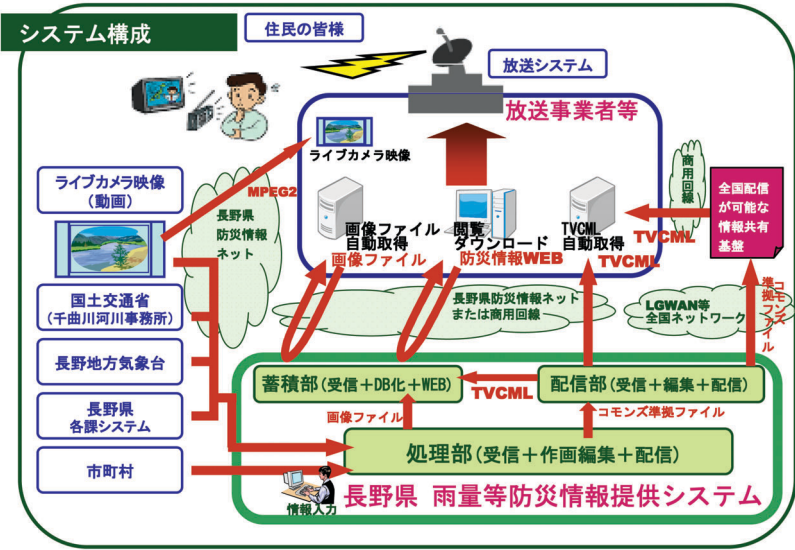 システム構成
住民の皆様
放送システム
放送事業者等
ライブカメラ映像
ライブカメラ映像
(動画)
MPEG2
長野県
防災情報
ネット
画像ファイル
自動取得
画像ファイル
閲覧
ダウンロード
防災情報WEB
TVCML
自動取得
TVCML
TVCML
商用回線
全国配信
が可能な
情報共有
基盤
国土交通省
(千曲川河川事務所)
長野県防災情報ネット
または商用回線
LGWAN等
全国ネットワーク
コモンズ
準拠ファイル
長野地方気象台
長野県
各課システム
市町村
蓄積部(受信+DB化+WEB)
TVCML
配信部(受信+編集+配信)
画像ファイル
コモンズ準拠ファイル
処理部(受信+作画編集+配信)
情報入力
長野県 雨量等防災情報提供システム